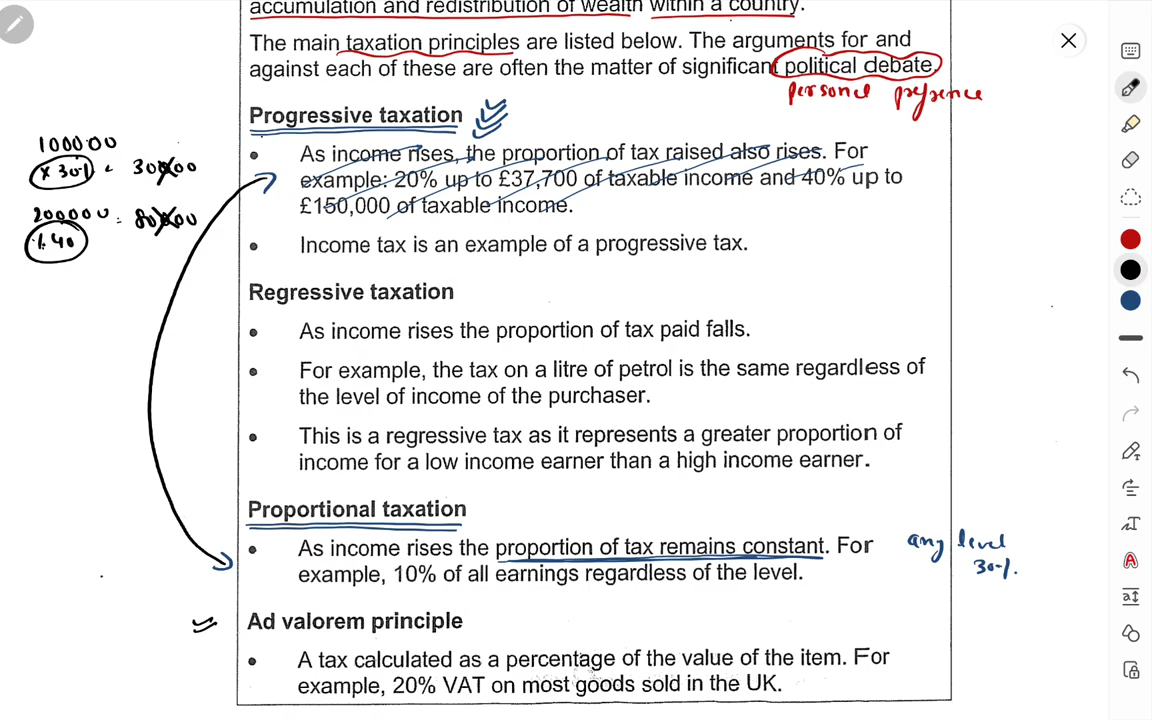 accumulation and redistribution of wealth within a country.
The main taxation principles are listed below. The arguments for and
against each of these are often the matter of significant political debate.
personel
Progressive taxation
100000
x 30% = 30000
200000 = 80000
%40
• As income rises, the proportion of tax raised also rises. For
example: 20% up to £37,700 of taxable income and 40% up to
£150,000 of taxable income.
• Income tax is an example of a progressive tax.
Regressive taxation
• As income rises the proportion of tax paid falls.
• For example, the tax on a litre of petrol is the same regardless of
the level of income of the purchaser.
• This is a regressive tax as it represents a greater proportion of
income for a low income earner than a high income earner.
Proportional taxation
• As income rises the proportion of tax remains constant. For
example, 10% of all earnings regardless of the level.
any level
30%.
Ad valorem principle
• A tax calculated as a percentage of the value of the item. For
example, 20% VAT on most goods sold in the UK.